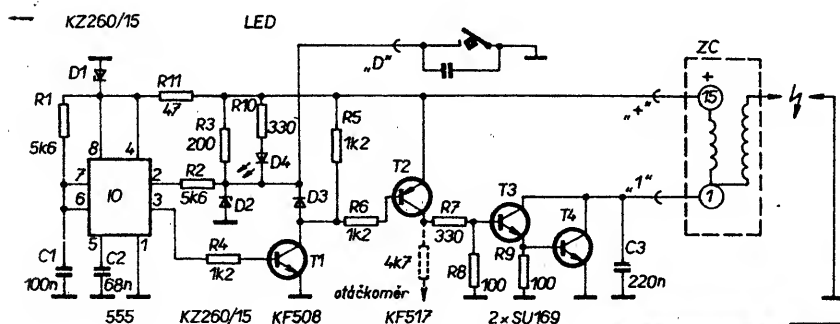 KZ260/15 LED
ZC
D1 R11 47 R10 330 „D“ +
R1 5k6 R3 200 R5 1k2 „+“ 15
8 4 D4
T2
7 2 R2 5k6 D3 T3 „1“ 1
6 IO 3 D2 R6 1k2 R7 330 T4
5 1 R4 1k2 T1 4k7 R8 100 R9 100 C3 220n
C1 100n C2 68n
otáčkoměr
555 KZ260/15 KF508 KF517 2×SU169